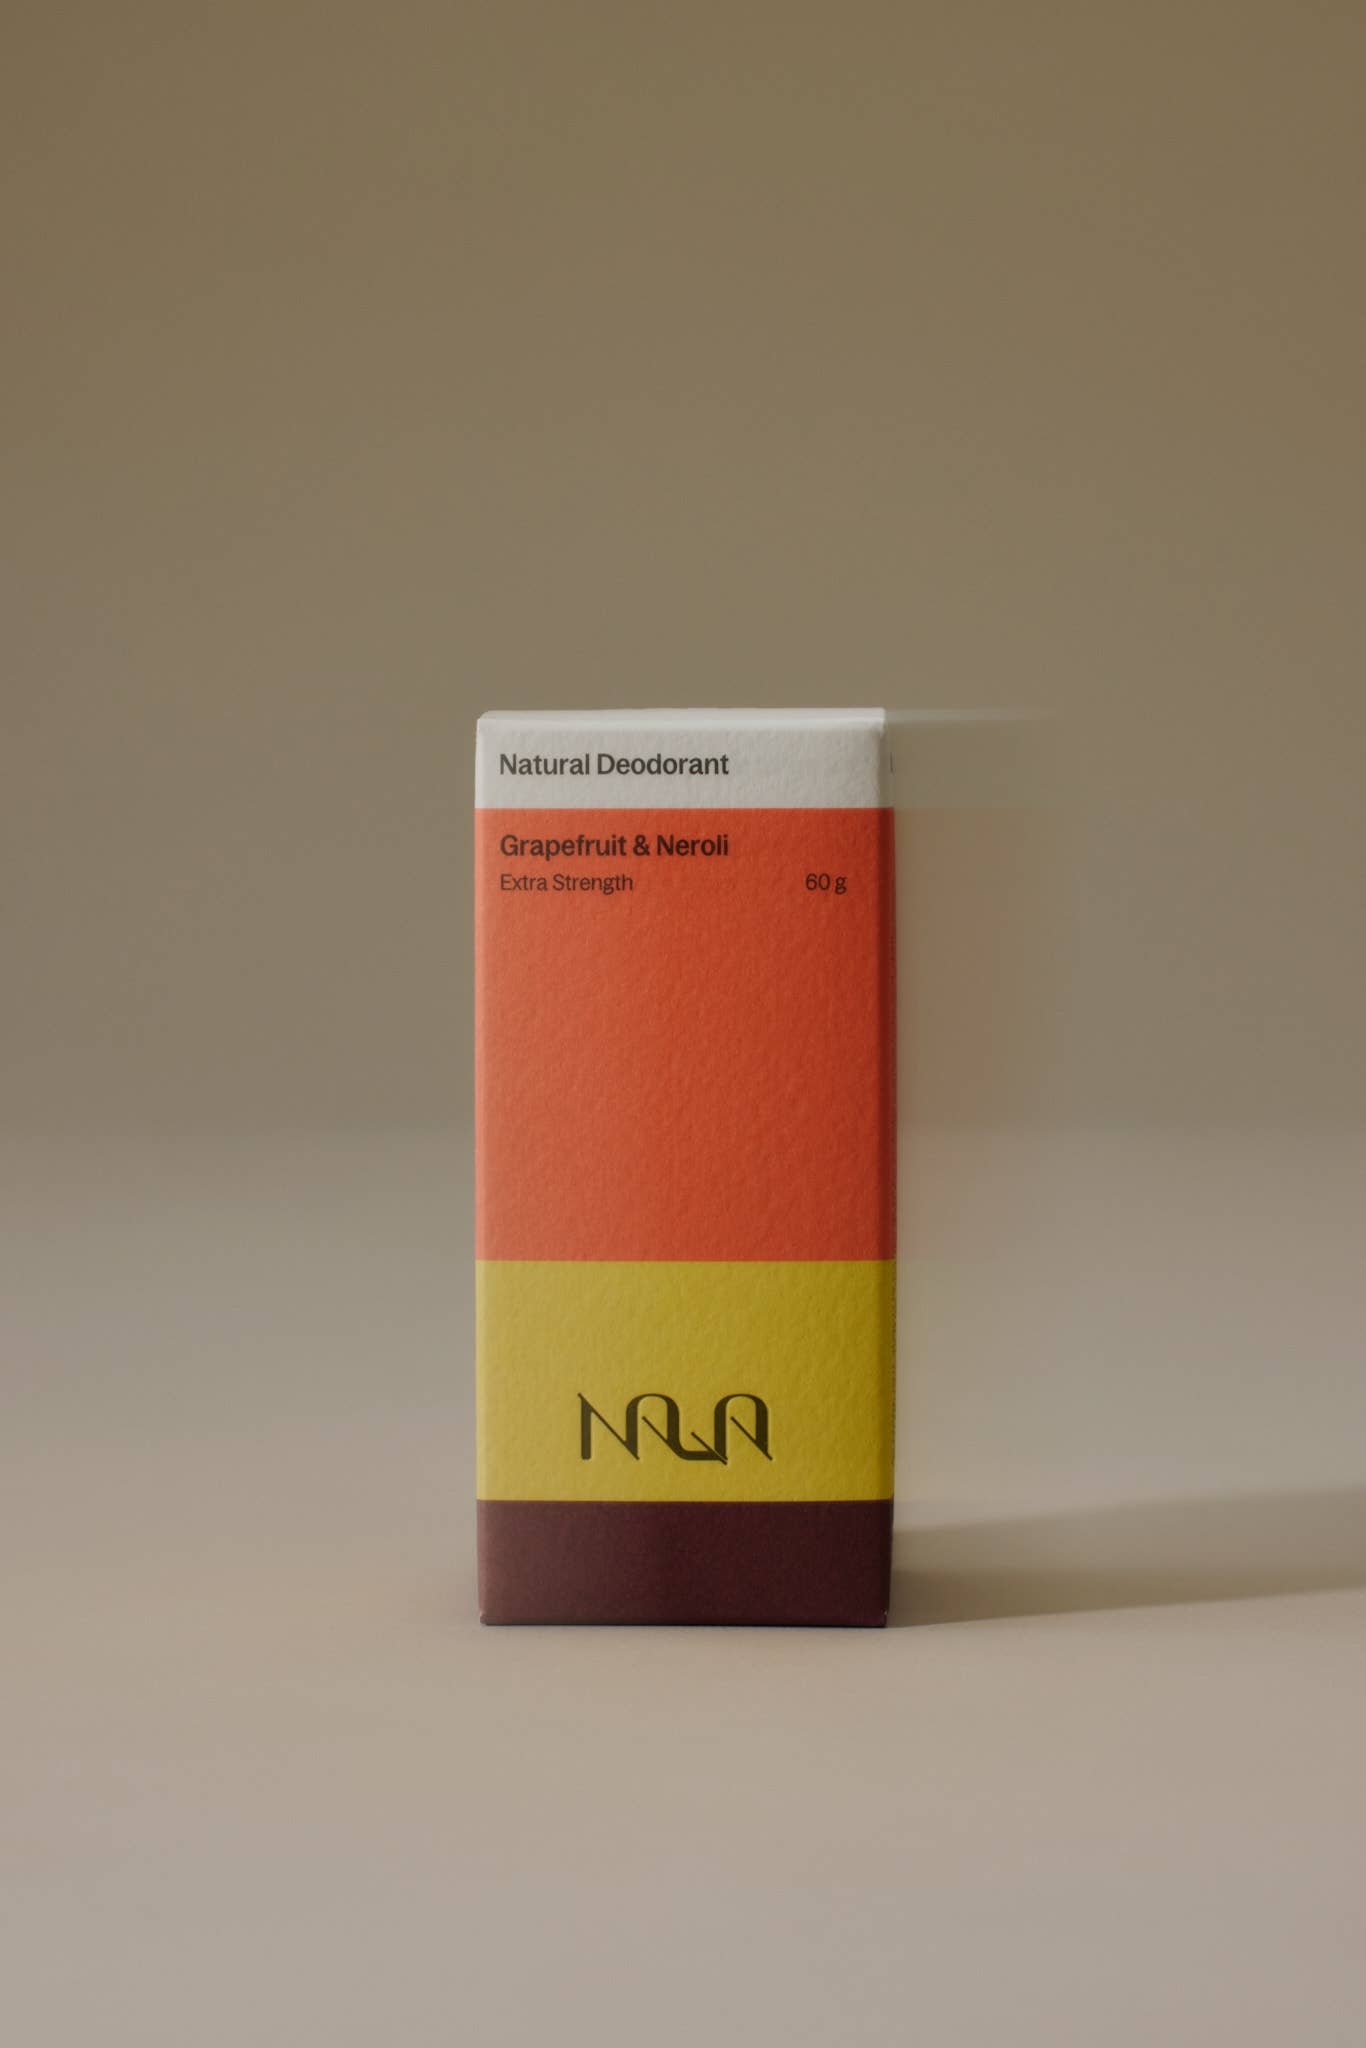 Natural Deodorant
Grapefruit & Neroli
Extra Strength 60 g
NALA